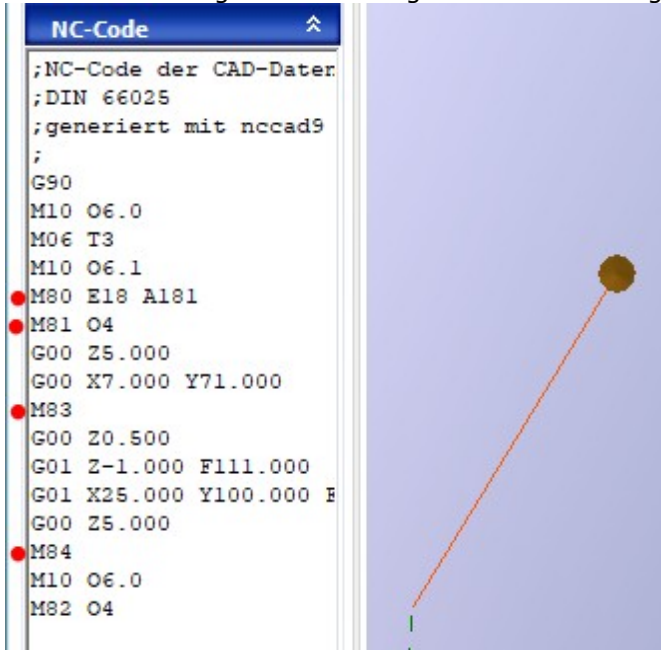 NC-Code
;NC-Code der CAD-Daten
;DIN 66025
;generiert mit nccad9
;
G90
M10 O6.0
M06 T3
M10 O6.1
M80 E18 A181
M81 O4
G00 Z5.000
G00 X7.000 Y71.000
M83
G00 Z0.500
G01 Z-1.000 F111.000
G01 X25.000 Y100.000
G00 Z5.000
M84
M10 O6.0
M82 O4